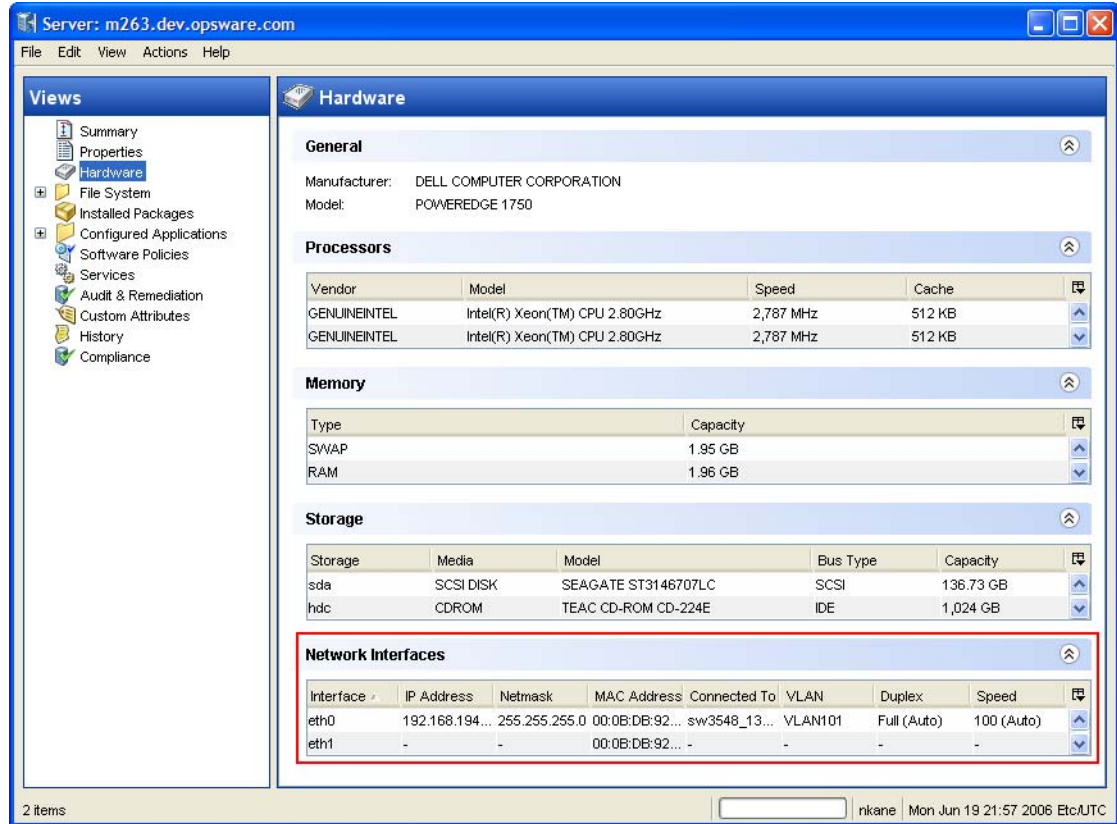 Server: m263.dev.opsware.com
File Edit View Actions Help
Views
Summary
Properties
Hardware
File System
Installed Packages
Configured Applications
Software Policies
Services
Audit & Remediation
Custom Attributes
History
Compliance
Hardware
General
Manufacturer: DELL COMPUTER CORPORATION
Model: POWEREDGE 1750
Processors
Vendor Model Speed Cache
GENUINEINTEL Intel(R) Xeon(TM) CPU 2.80GHz 2,787 MHz 512 KB
GENUINEINTEL Intel(R) Xeon(TM) CPU 2.80GHz 2,787 MHz 512 KB
Memory
Type Capacity
SWAP 1.95 GB
RAM 1.96 GB
Storage
Storage Media Model Bus Type Capacity
sda SCSI DISK SEAGATE ST3146707LC SCSI 136.73 GB
hdc CDROM TEAC CD-ROM CD-224E IDE 1,024 GB
Network Interfaces
Interface IP Address Netmask MAC Address Connected To VLAN Duplex Speed
eth0 192.168.194... 255.255.255.0 00:0B:DB:92... sw3548_13... VLAN101 Full (Auto) 100 (Auto)
eth1 - - 00:0B:DB:92... - - - -
2 items
nkane Mon Jun 19 21:57 2006 Etc/UTC